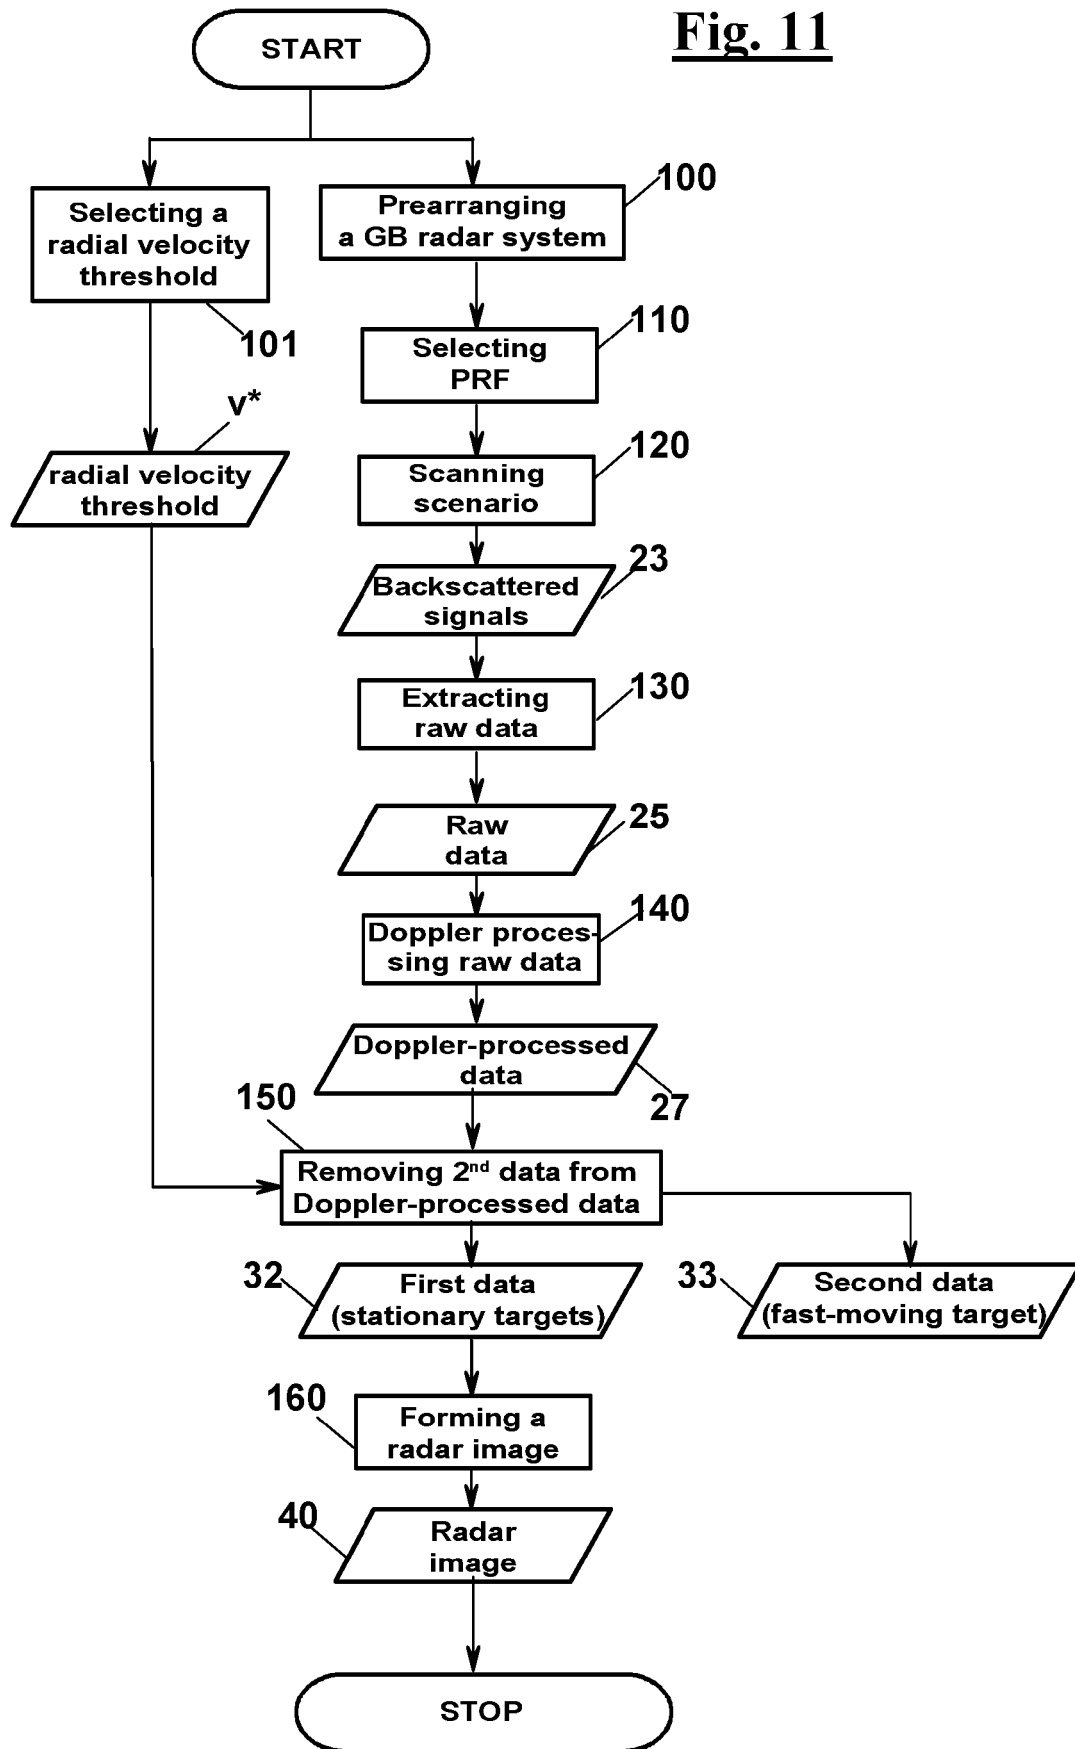 Fig. 11
START
Selecting a
radial velocity
threshold
101
v*
radial velocity
threshold
100
Prearranging
a GB radar system
110
Selecting
PRF
120
Scanning
scenario
23
Backscattered
signals
130
Extracting
raw data
25
Raw
data
140
Doppler proces-
sing raw data
Doppler-processed
data
27
150
Removing 2nd data from
Doppler-processed data
32
First data
(stationary targets)
33
Second data
(fast-moving target)
160
Forming a
radar image
40
Radar
image
STOP